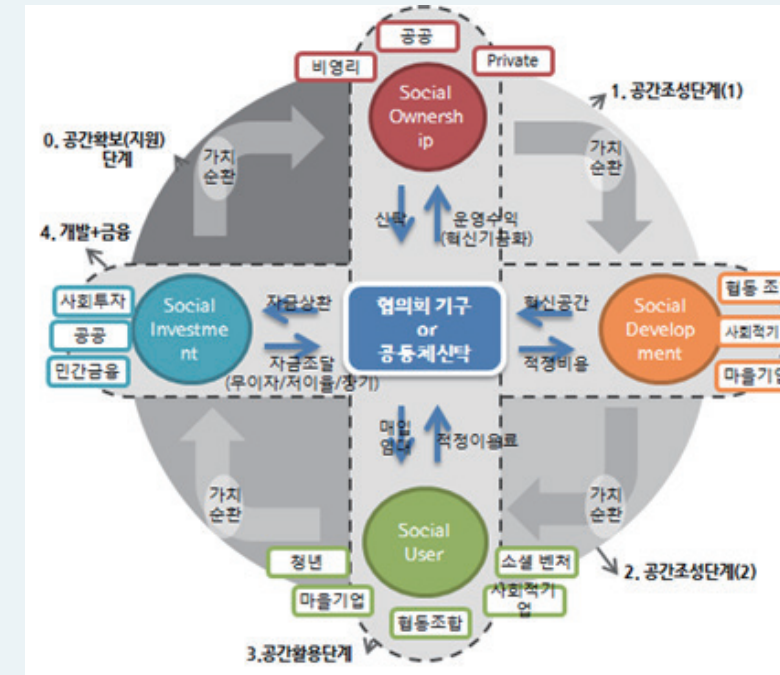 공공
비영리
Private
Social
Ownersh
ip
1. 공간조성단계(1)
0. 공간확보(지원)
단계
가치
순환
가치
순환
신탁
운영수익
(혁신기금화)
4. 개발+금융
사회투자
공공
민간금융
Social
Investme
nt
자금상환
자금조달
(무이자/저이율/장기)
협의회 기구
or
공동체신탁
혁신공간
적정비용
Social
Develop
ment
협동 조
사회적기
마을기업
매입
임대
적정이용료
가치
순환
가치
순환
Social
User
청년
마을기업
협동조합
소셜 벤처
사회적기
업
2. 공간조성단계(2)
3.공간활용단계